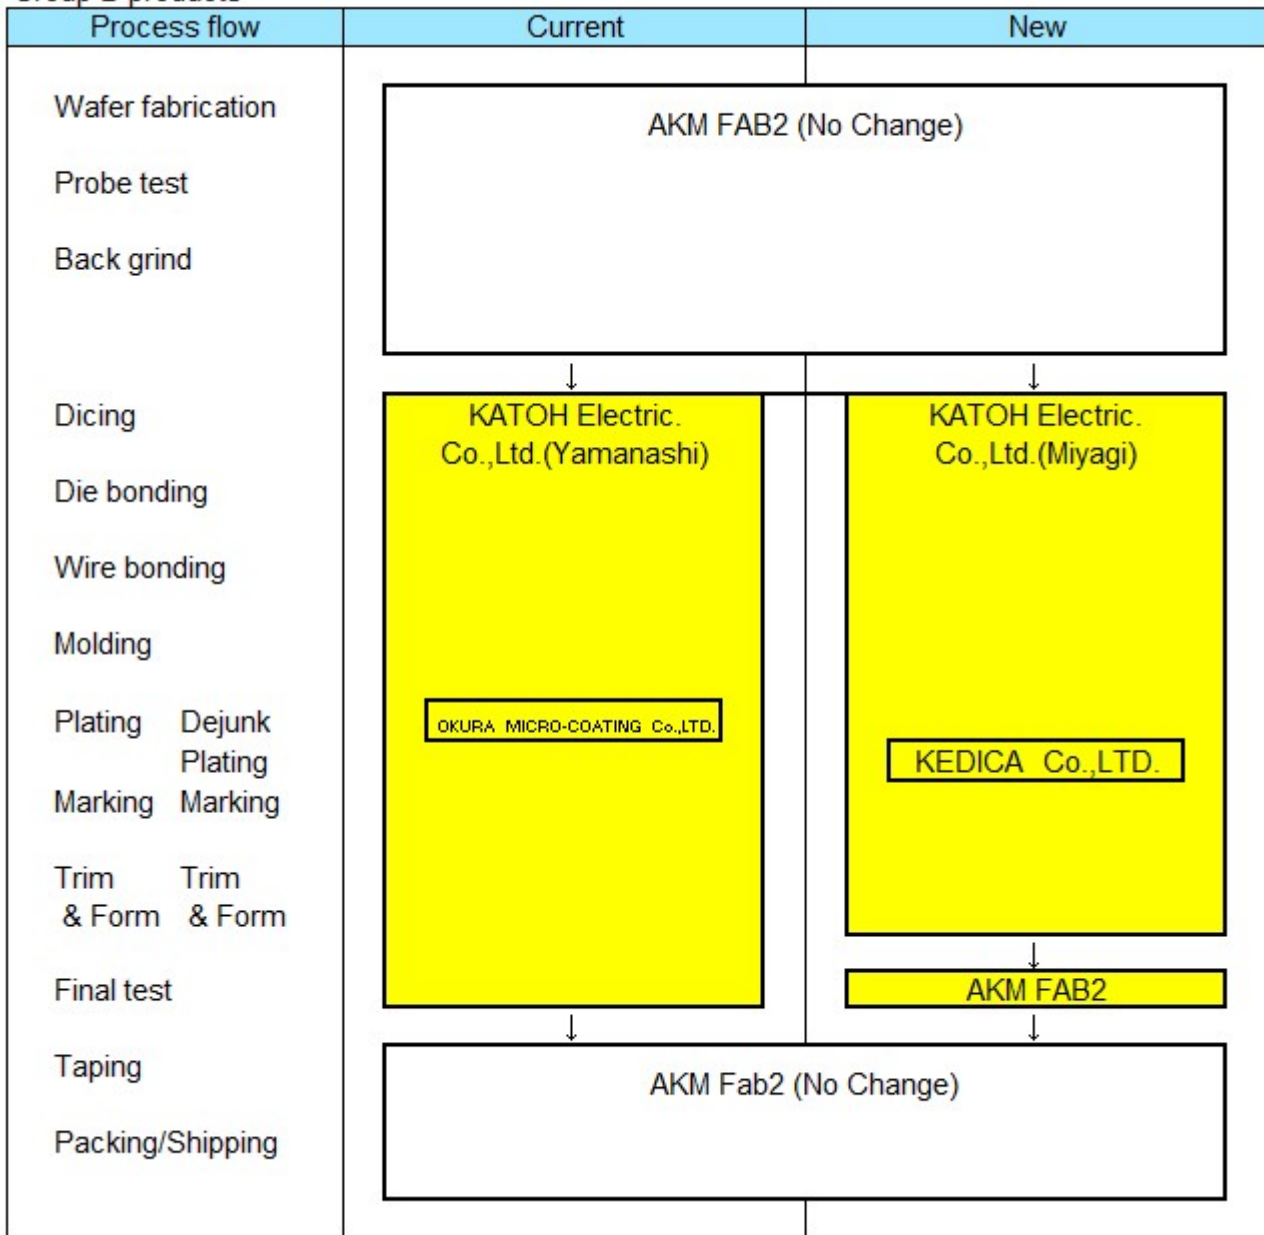 Process flow Current New
Wafer fabrication
AKM FAB2 (No Change)
Probe test
Back grind
↓ ↓
Dicing KATOH Electric. KATOH Electric.
Co.,Ltd.(Yamanashi) Co.,Ltd.(Miyagi)
Die bonding
Wire bonding
Molding
Plating Dejunk OKURA MICRO-COATING Co.,LTD.
Plating KEDICA Co.,LTD.
Marking Marking
Trim Trim
& Form & Form
↓
Final test AKM FAB2
↓ ↓
Taping AKM Fab2 (No Change)
Packing/Shipping